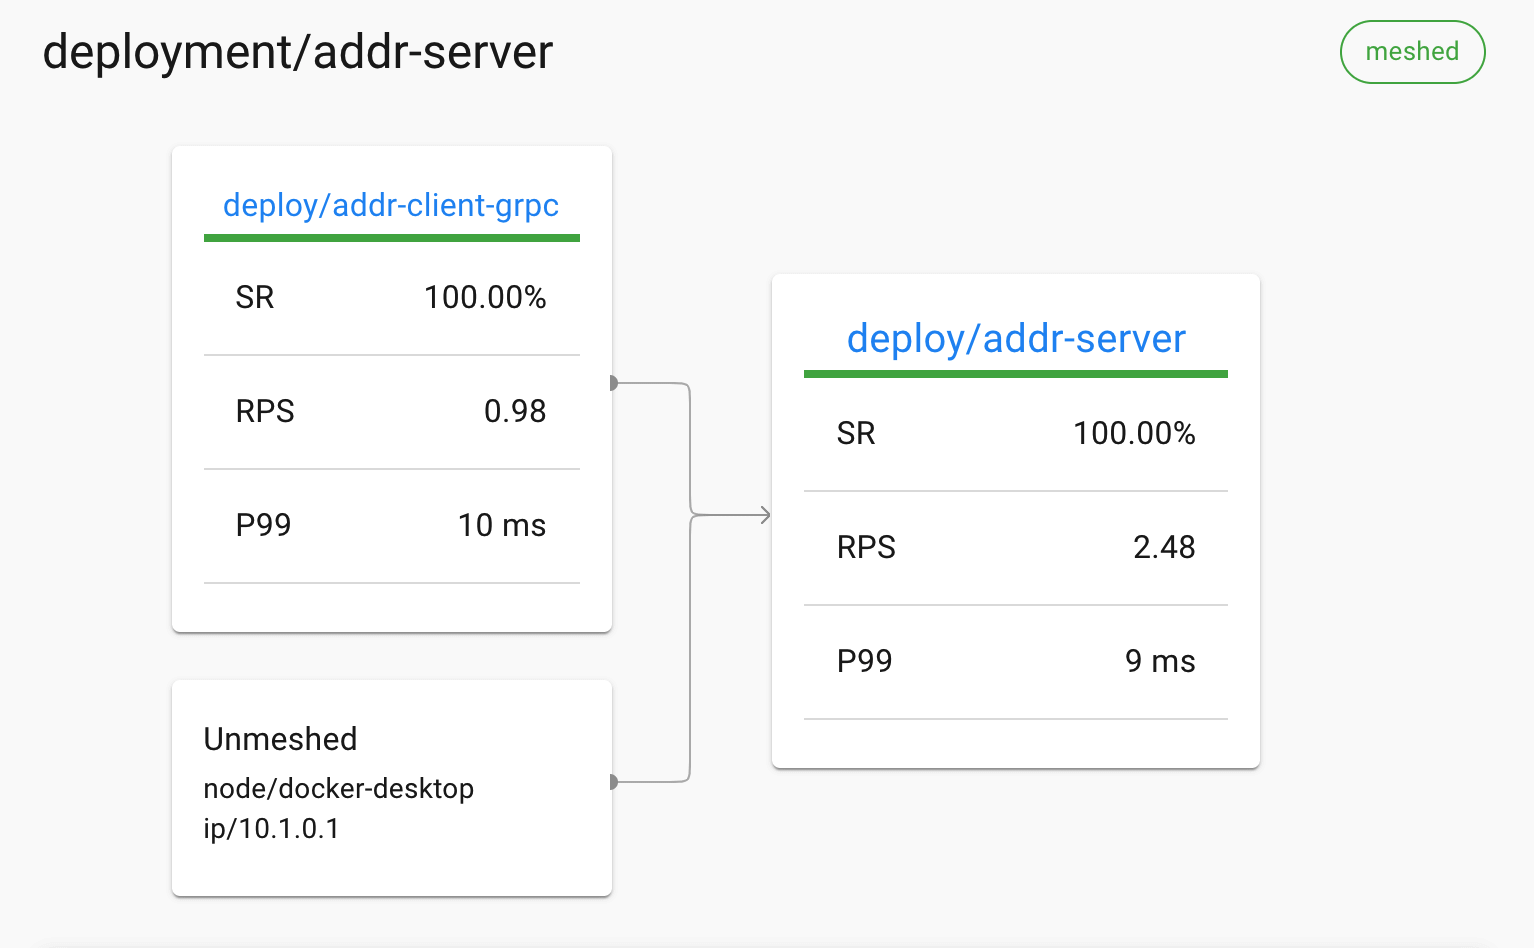 deployment/addr-server
meshed
deploy/addr-client-grpc
SR 100.00%
RPS 0.98
P99 10 ms
Unmeshed
node/docker-desktop
ip/10.1.0.1
deploy/addr-server
SR 100.00%
RPS 2.48
P99 9 ms